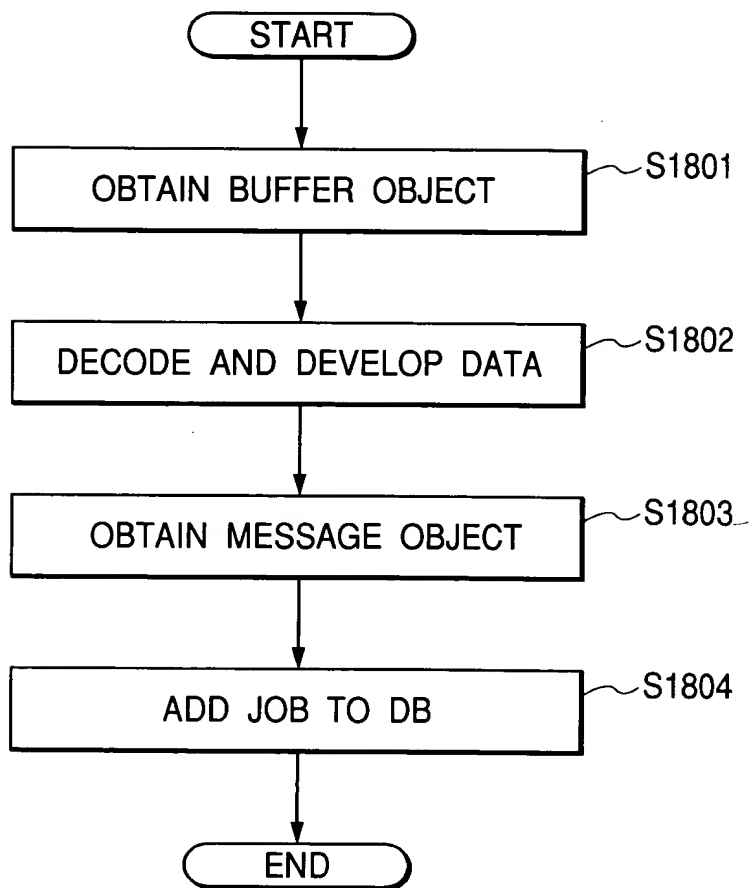 START
OBTAIN BUFFER OBJECT
S1801
DECODE AND DEVELOP DATA
S1802
OBTAIN MESSAGE OBJECT
S1803
ADD JOB TO DB
S1804
END